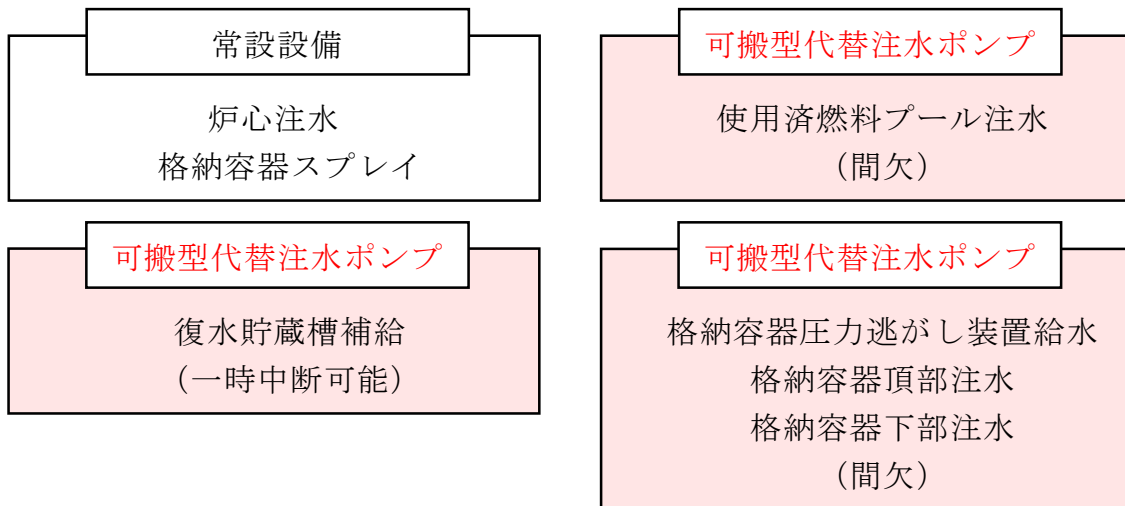 常設設備
炉心注水
格納容器スプレイ
可搬型代替注水ポンプ
使用済燃料プール注水
(間欠)
可搬型代替注水ポンプ
復水貯蔵槽補給
(一時中断可能)
可搬型代替注水ポンプ
格納容器圧力逃がし装置給水
格納容器頂部注水
格納容器下部注水
(間欠)